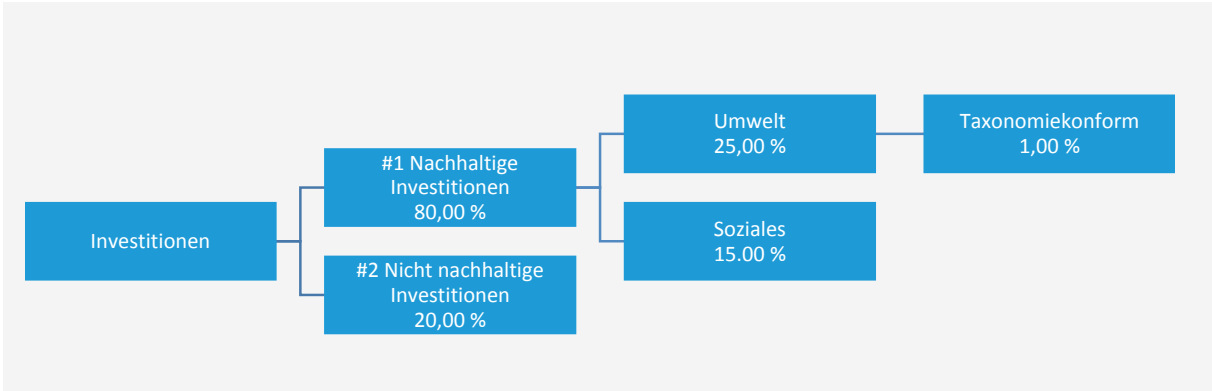 Investitionen
#1 Nachhaltige
Investitionen
80,00 %
#2 Nicht nachhaltige
Investitionen
20,00 %
Umwelt
25,00 %
Soziales
15.00 %
Taxonomiekonform
1,00 %